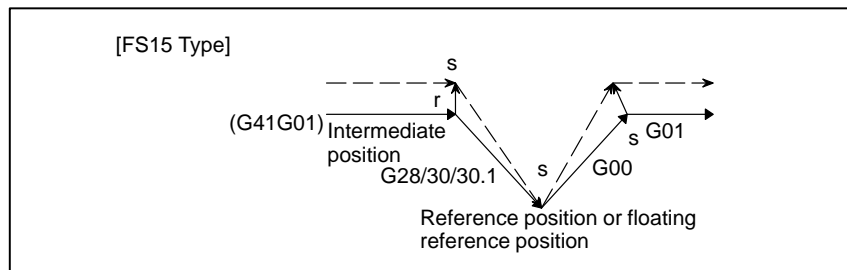 [FS15 Type]
s
r
(G41G01)
Intermediate
position
G01
s
G28/30/30.1
s
G00
Reference position or floating
reference position